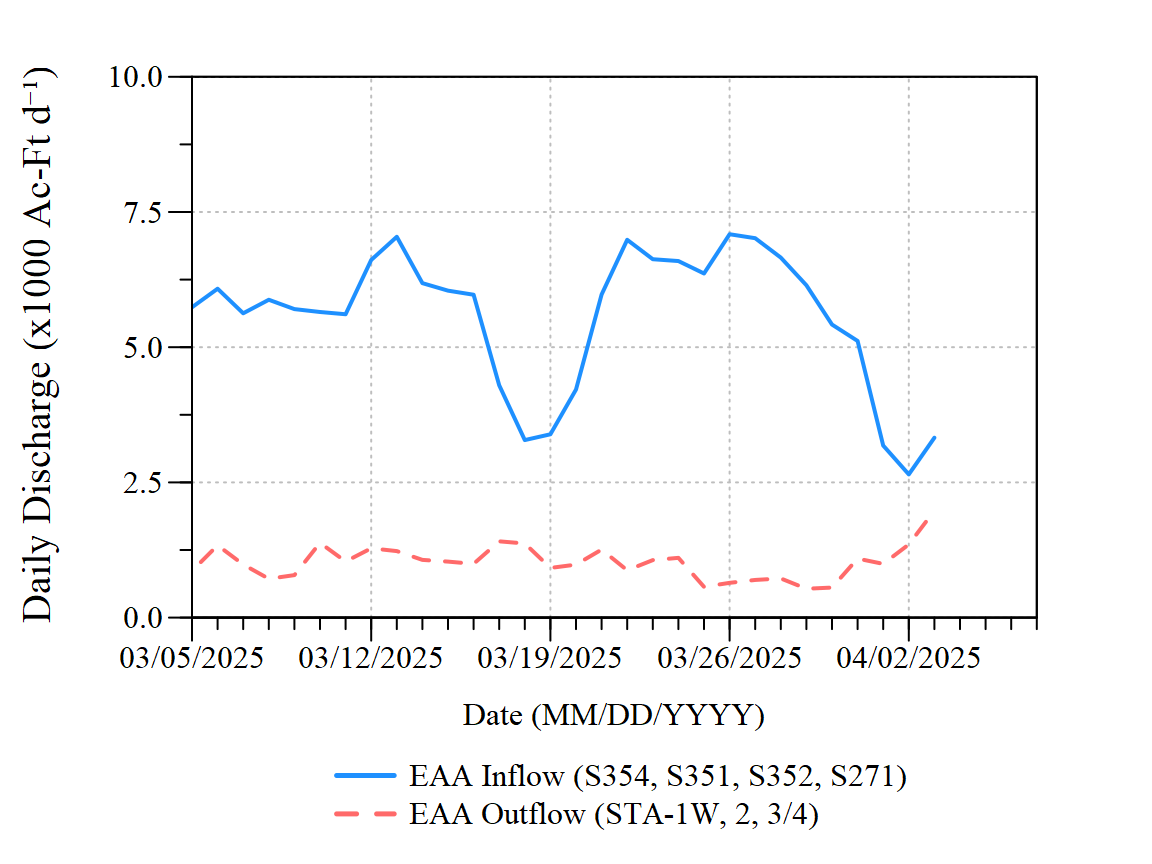 Daily Discharge (x1000 Ac-Ft d⁻¹)
10.0
7.5
5.0
2.5
0.0
03/05/2025 03/12/2025 03/19/2025 03/26/2025 04/02/2025
Date (MM/DD/YYYY)
EAA Inflow (S354, S351, S352, S271)
EAA Outflow (STA-1W, 2, 3/4)